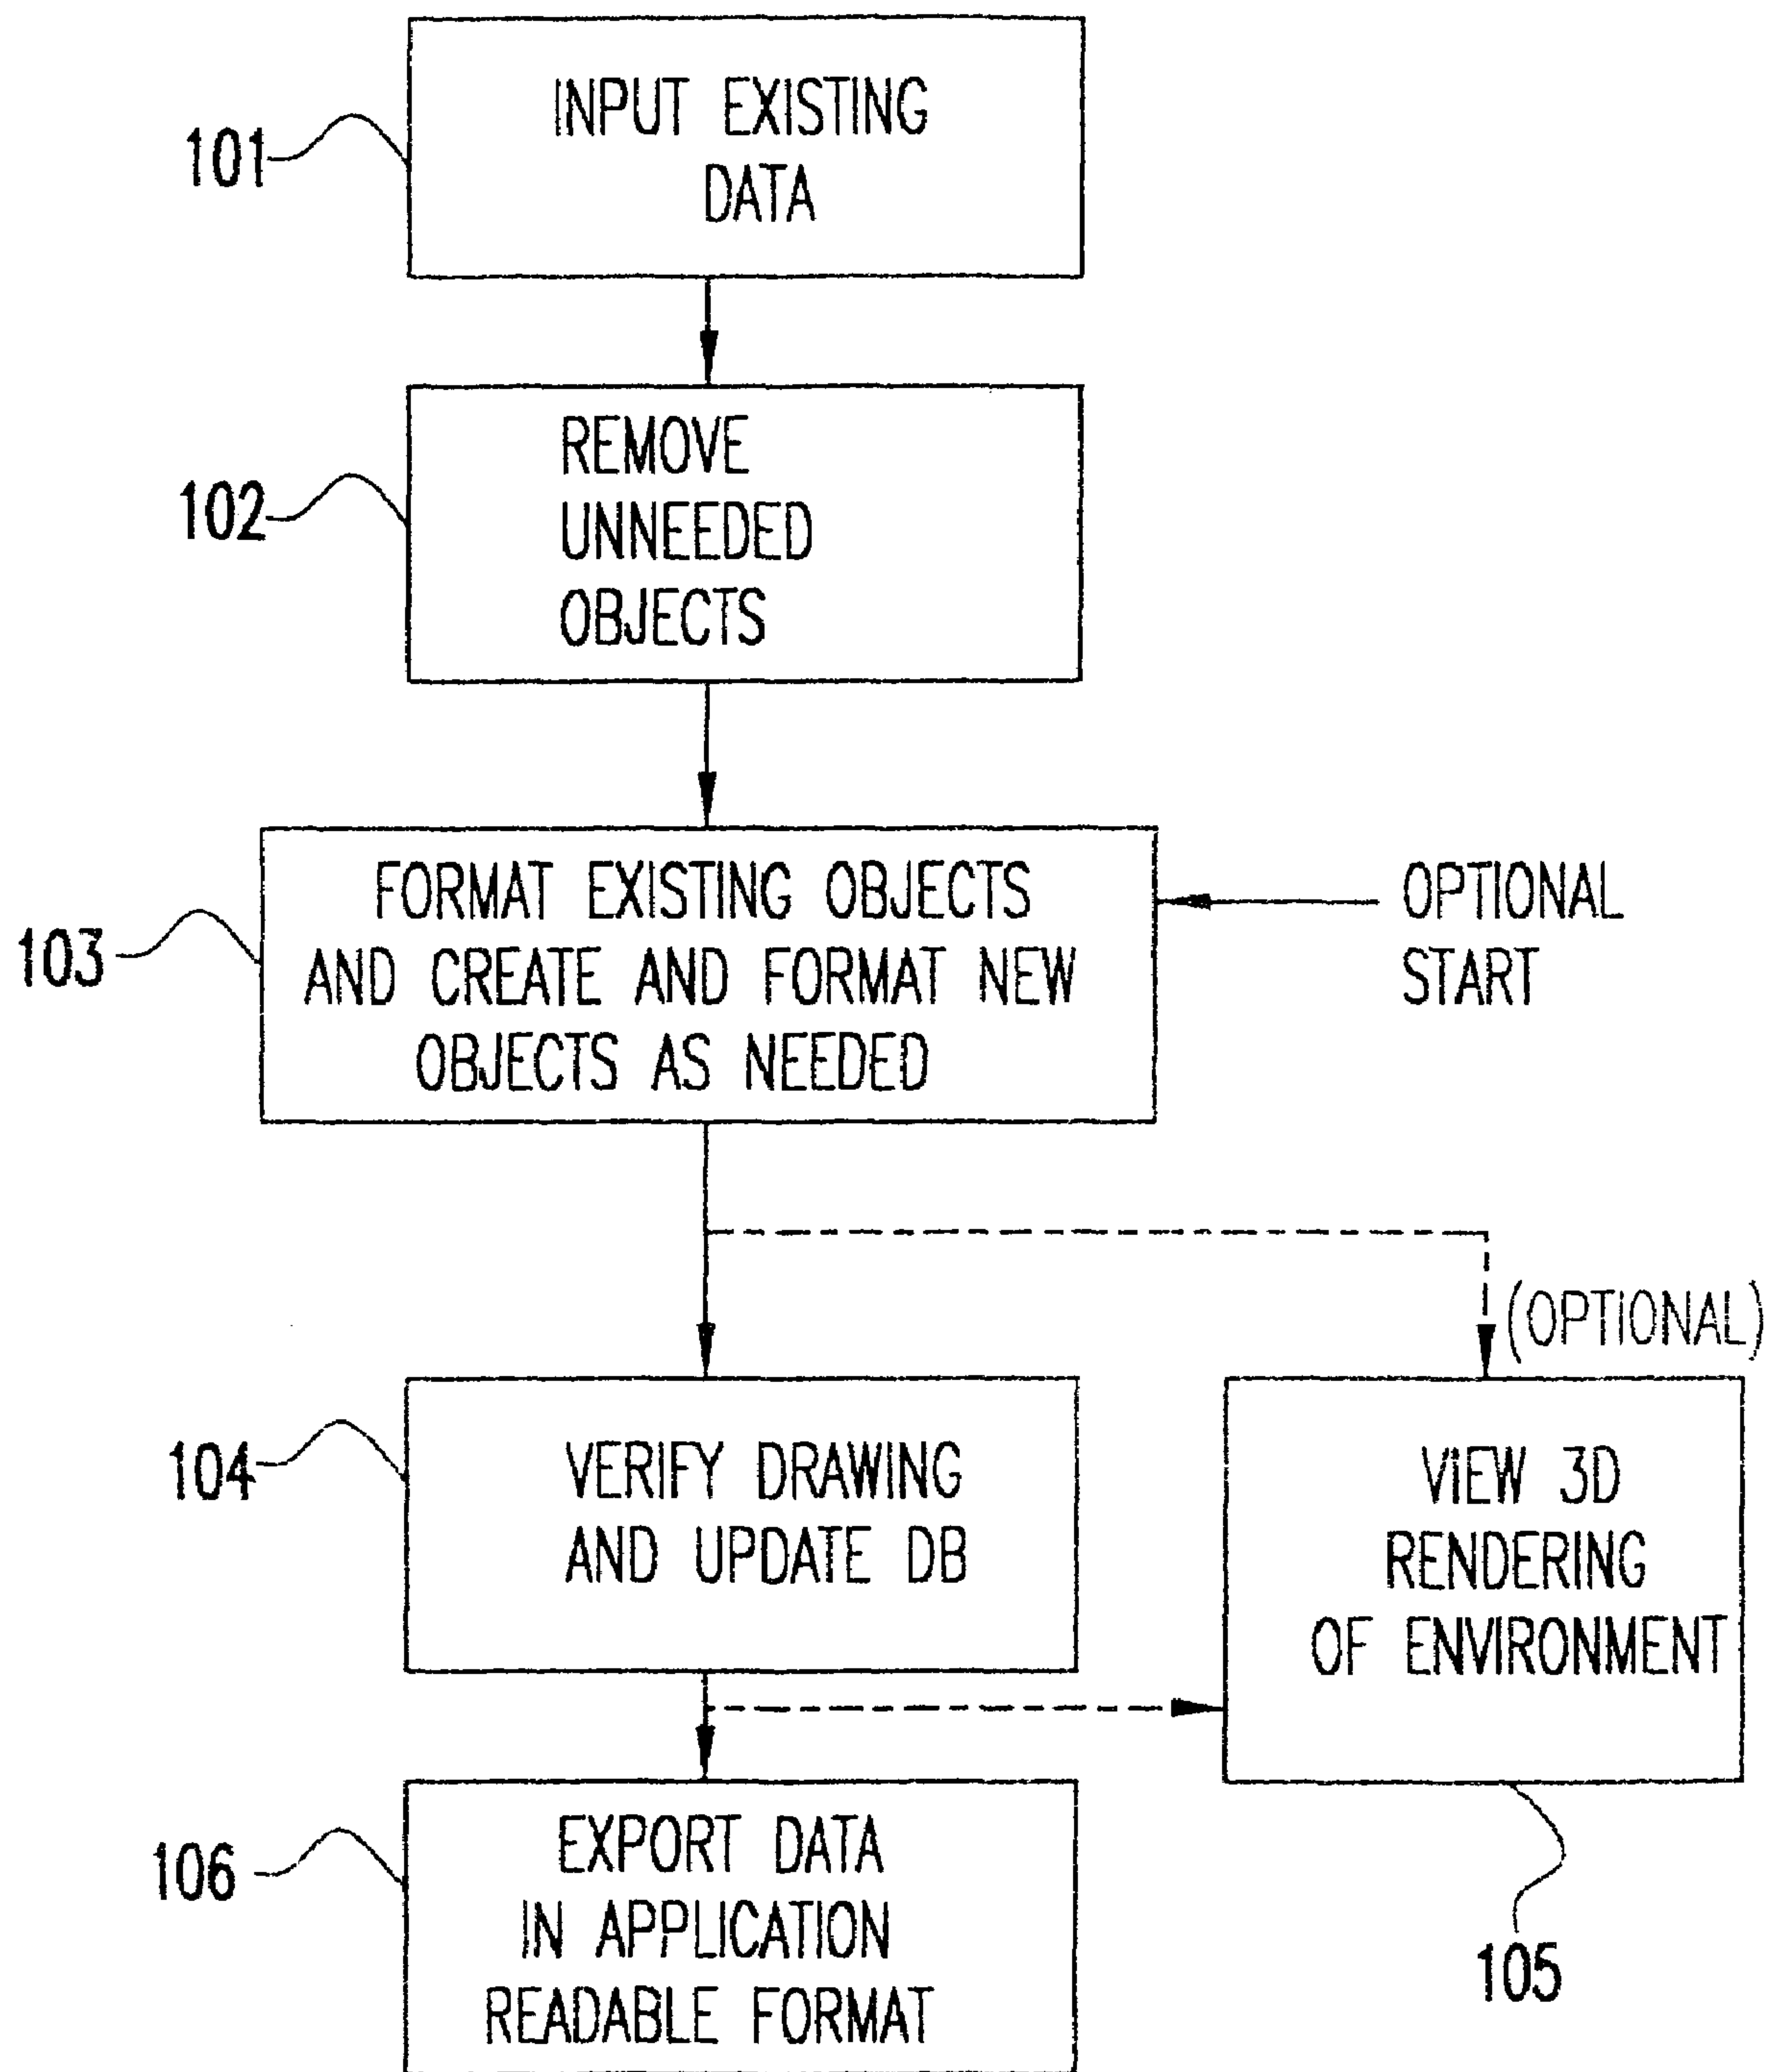 101
INPUT EXISTING
DATA
102
REMOVE
UNNEEDED
OBJECTS
103
FORMAT EXISTING OBJECTS
AND CREATE AND FORMAT NEW
OBJECTS AS NEEDED
OPTIONAL
START
(OPTIONAL)
104
VERIFY DRAWING
AND UPDATE DB
VIEW 3D
RENDERING
OF ENVIRONMENT
105
106
EXPORT DATA
IN APPLICATION
READABLE FORMAT